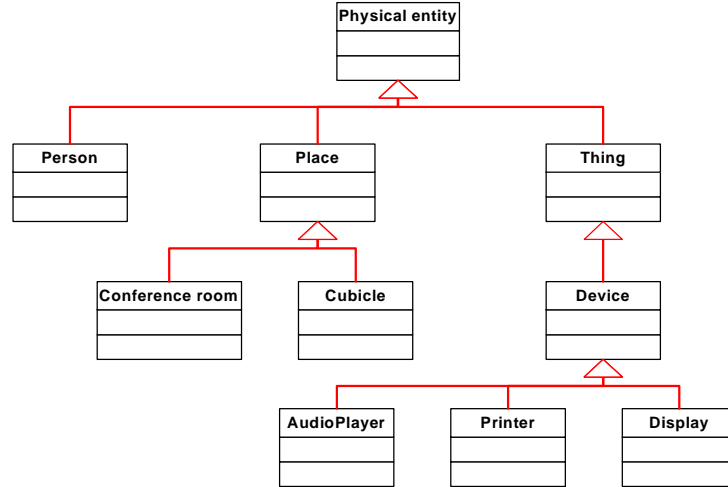 Physical entity
Person
Place
Thing
Conference room
Cubicle
Device
AudioPlayer
Printer
Display